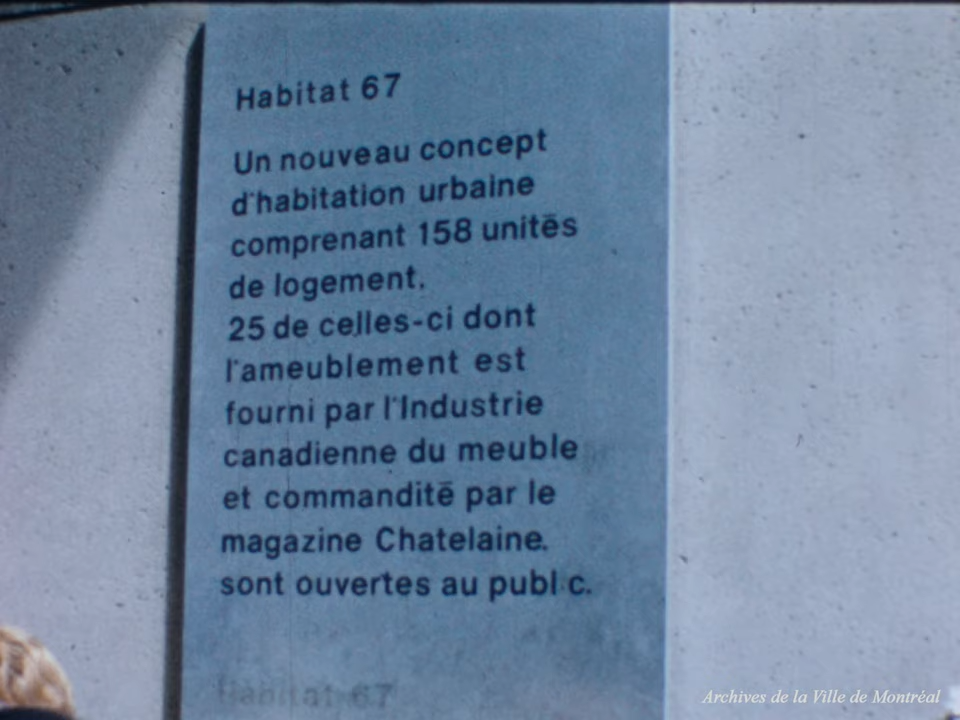 Habitat 67
Un nouveau concept
d'habitation urbaine
comprenant 158 unitēs
de logement.
25 de celles-ci dont
l'ameublement est
fourni par l'Industrie
canadienne du meuble
et commanditē par le
magazine Chatelaine.
sont ouvertes au publ c.
Habitat 67
Archives de la Ville de Montréal